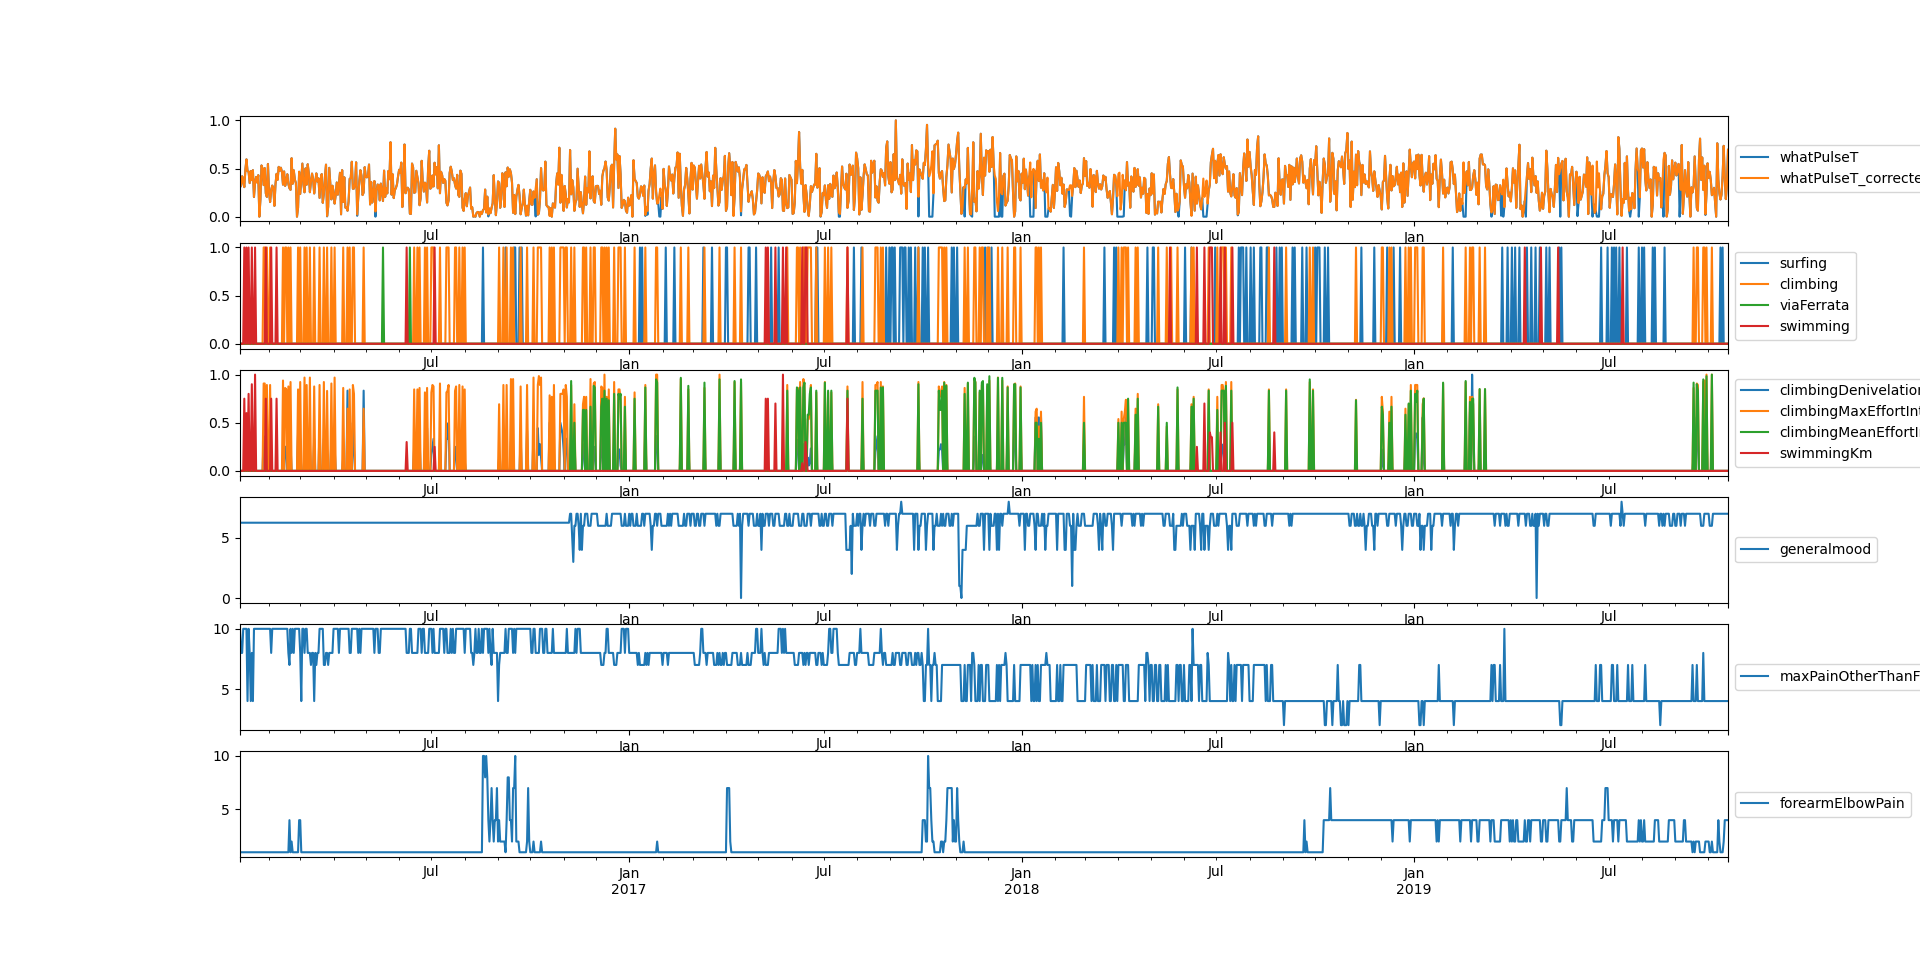 1.0
0.5
0.0
whatPulseT
whatPulseT_correcte
Jul Jan Jul Jan Jul Jan Jul
1.0
0.5
0.0
surfing
climbing
viaFerrata
swimming
Jul Jan Jul Jan Jul Jan Jul
1.0
0.5
0.0
climbingDenivelation
climbingMaxEffortInt
climbingMeanEffortIn
swimmingKm
Jul Jan Jul Jan Jul Jan Jul
5
0
generalmood
Jul Jan Jul Jan Jul Jan Jul
10
5
maxPainOtherThanF
Jul Jan Jul Jan Jul Jan Jul
10
5
forearmElbowPain
Jul Jan Jul Jan Jul Jan Jul
2017 2018 2019